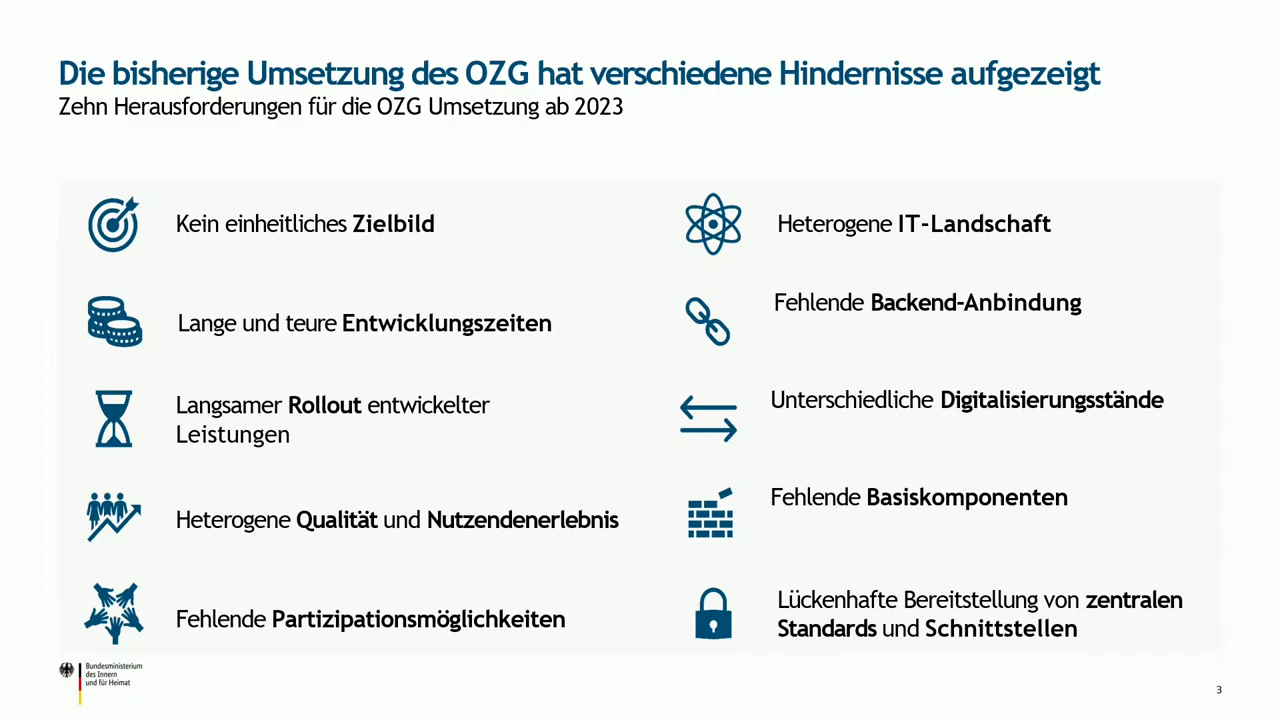 Die bisherige Umsetzung des OZG hat verschiedene Hindernisse aufgezeigt
Zehn Herausforderungen für die OZG Umsetzung ab 2023
Kein einheitliches Zielbild
Lange und teure Entwicklungszeiten
Langsamer Rollout entwickelter
Leistungen
Heterogene Qualität und Nutzendenerlebnis
Fehlende Partizipationsmöglichkeiten
Heterogene IT-Landschaft
Fehlende Backend-Anbindung
Unterschiedliche Digitalisierungsstände
Fehlende Basiskomponenten
Lückenhafte Bereitstellung von zentralen
Standards und Schnittstellen
Bundesministerium
des Innern
und für Heimat
3